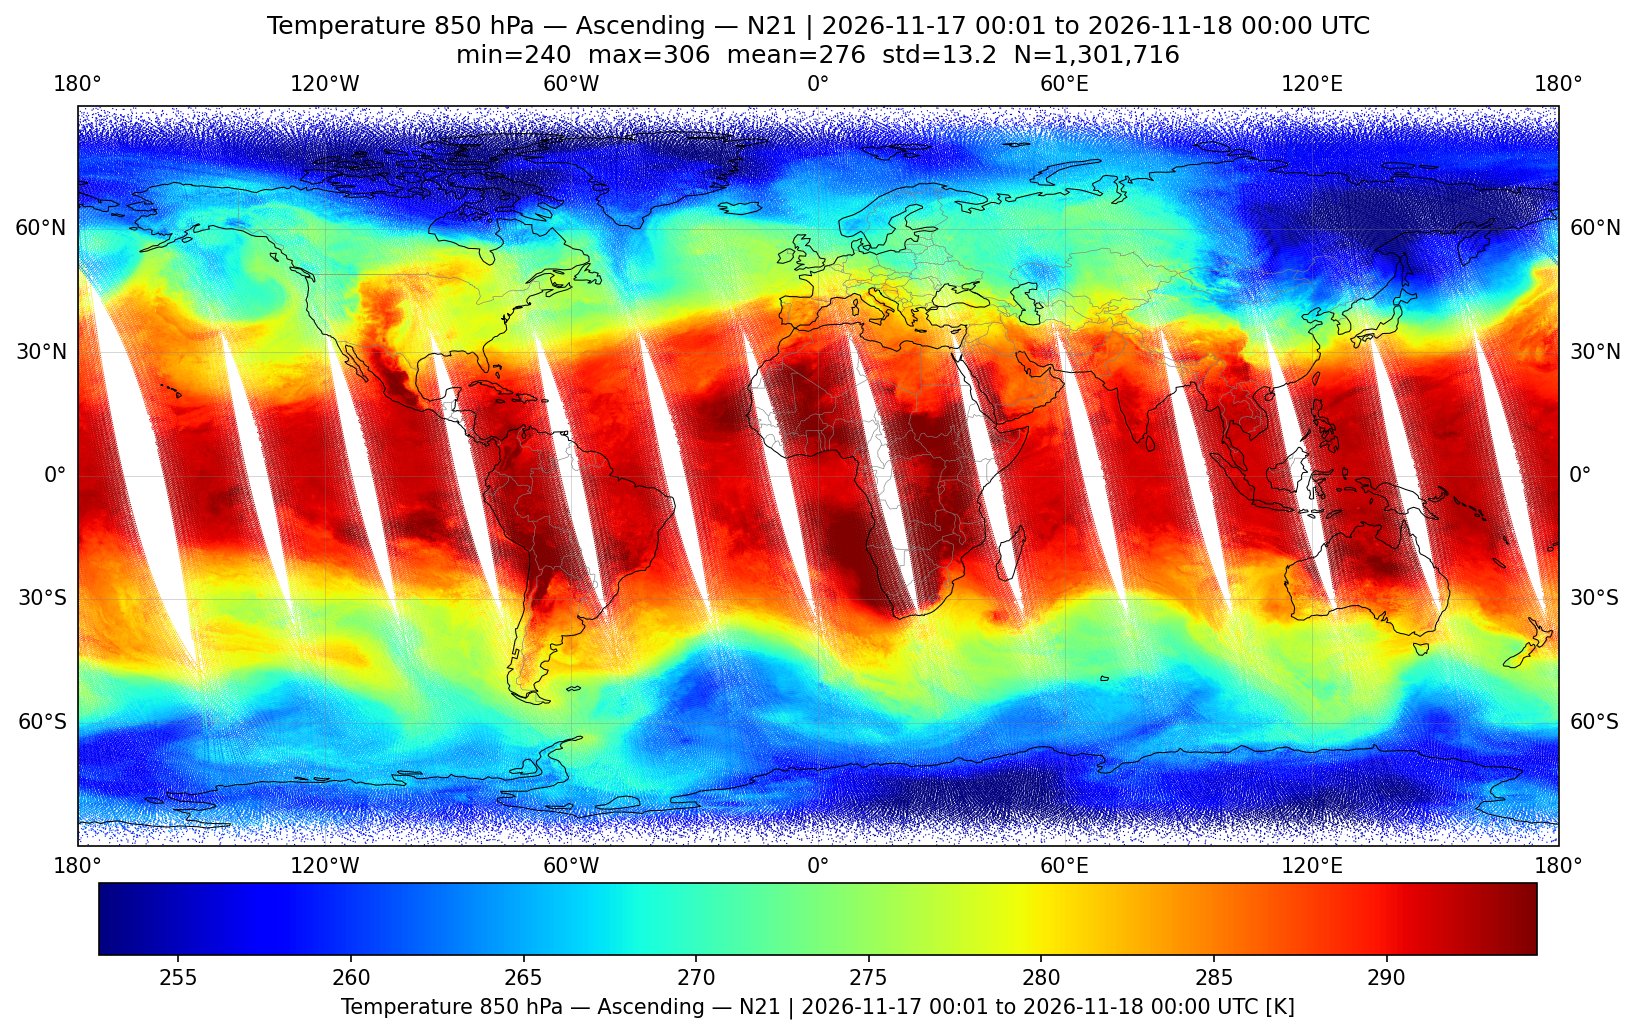 Temperature 850 hPa — Ascending — N21 | 2026-11-17 00:01 to 2026-11-18 00:00 UTC
min=240  max=306  mean=276  std=13.2  N=1,301,716
180° 120°W 60°W 0° 60°E 120°E 180°
60°N 60°N
30°N 30°N
0° 0°
30°S 30°S
60°S 60°S
180° 120°W 60°W 0° 60°E 120°E 180°
255 260 265 270 275 280 285 290
Temperature 850 hPa — Ascending — N21 | 2026-11-17 00:01 to 2026-11-18 00:00 UTC [K]